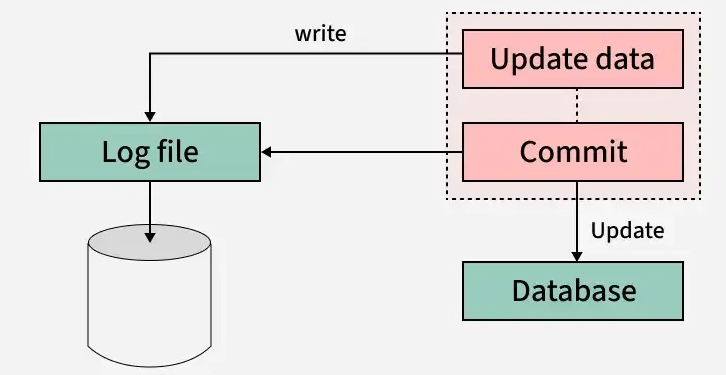 write
Update data
Log file
Commit
Update
Database